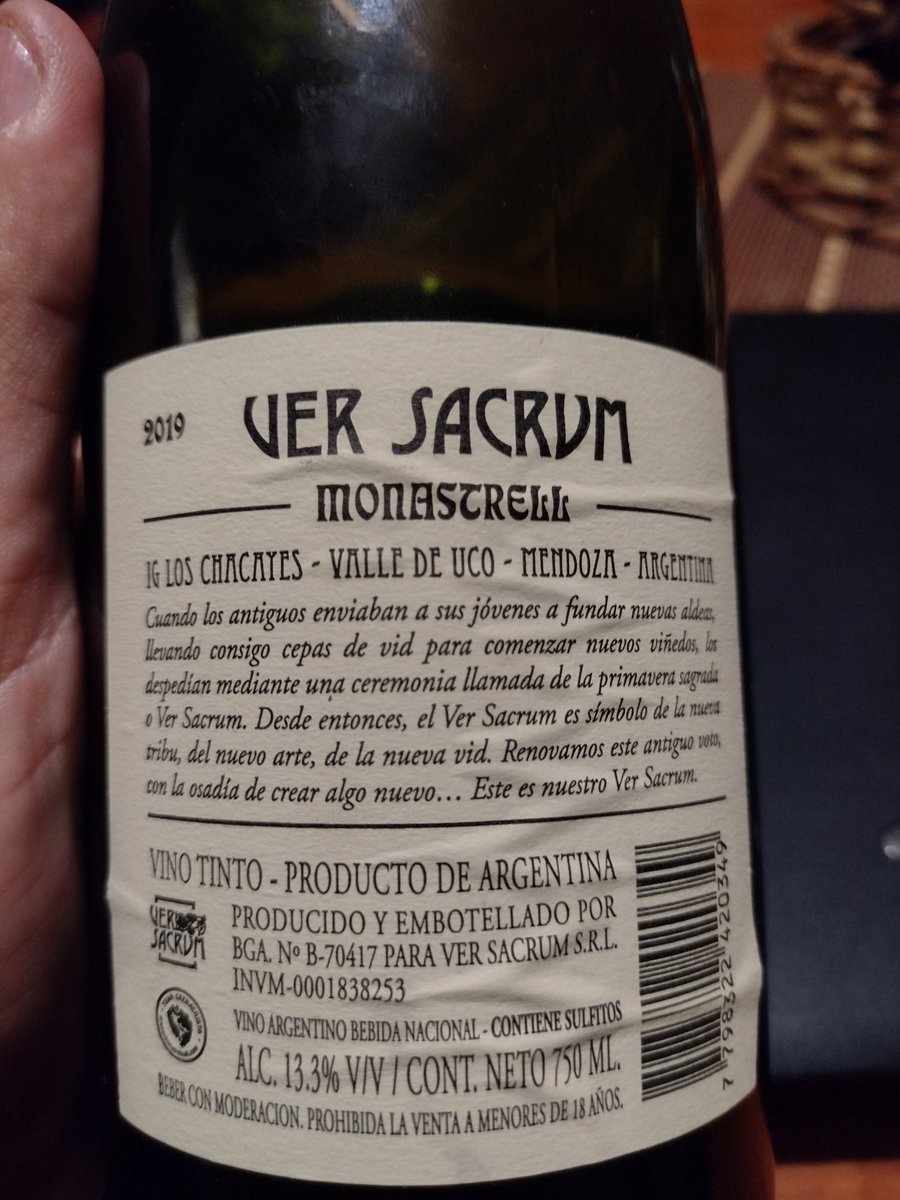 2019
VER SACRVM
MONASTRELL
IG LOS CHACAYES - VALLE DE UCO - MENDOZA - ARGENTINA
Cuando los antiguos enviaban a sus jóvenes a fundar nuevas aldeas,
llevando consigo cepas de vid para comenzar nuevos viñedos, los
despedían mediante una ceremonia llamada de la primavera sagrada
o Ver Sacrum. Desde entonces, el Ver Sacrum es símbolo de la nueva
tribu, del nuevo arte, de la nueva vid. Renovamos este antiguo voto,
con la osadía de crear algo nuevo... Este es nuestro Ver Sacrum.
VINO TINTO - PRODUCTO DE ARGENTINA
VER
SACRVM
PRODUCIDO Y EMBOTELLADO POR
BGA. Nº B-70417 PARA VER SACRUM S.R.L.
INVM-0001838253
VINO ARGENTINO BEBIDA NACIONAL - CONTIENE SULFITOS
ALC. 13.3% V/V / CONT. NETO 750 ML.
BEBER CON MODERACION. PROHIBIDA LA VENTA A MENORES DE 18 AÑOS.
7 798322 420349